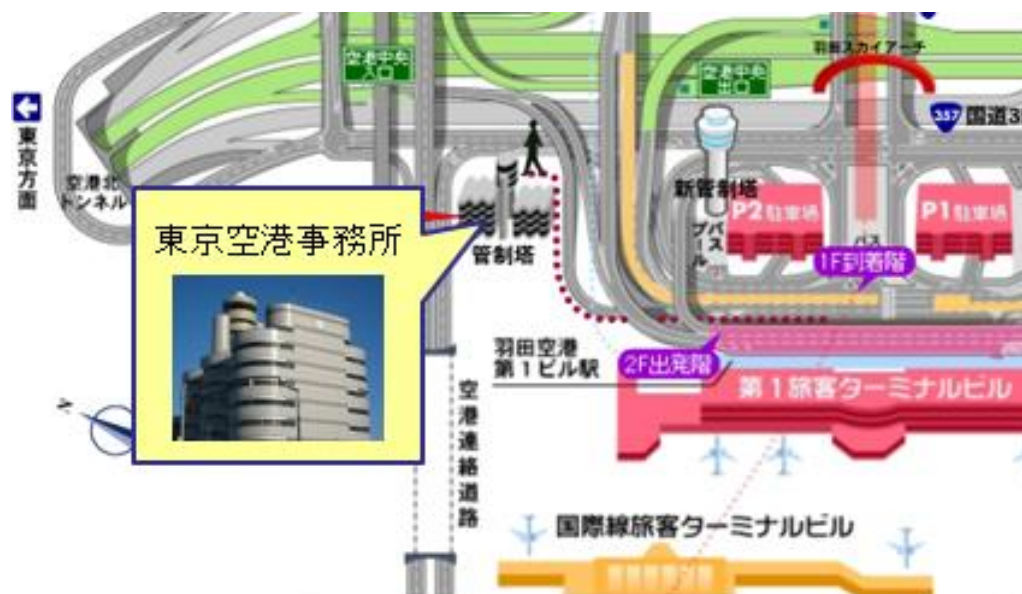 羽田スカイアーチ
空港中央
入口
空港中央
出口
357
国道3
東京方面
空港北
トンネル
新管制塔
P2駐車場
P1駐車場
バス
プール
バス
東京空港事務所
管制塔
1F到着階
羽田空港
第1ビル駅
2F出発階
第1旅客ターミナルビル
N
空港連絡道路
国際線旅客ターミナルビル